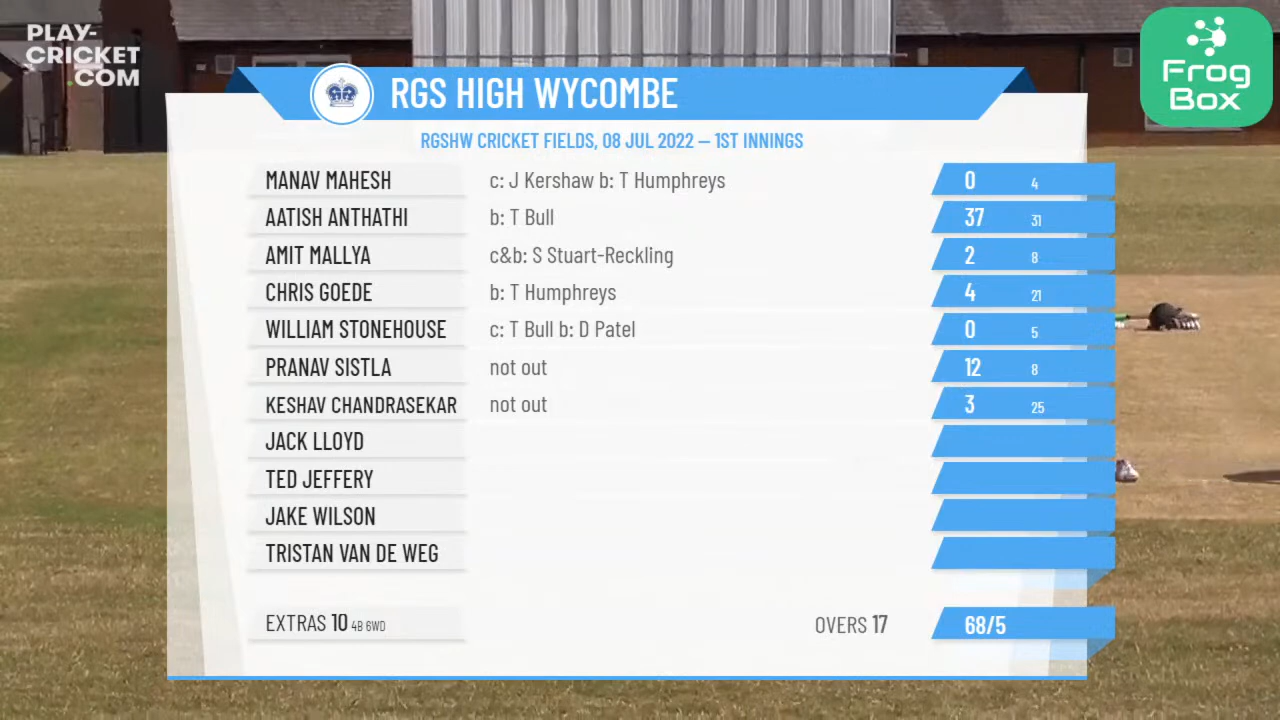 PLAY-
CRICKET
.COM
Frog
Box
RGS HIGH WYCOMBE
RGSHW CRICKET FIELDS, 08 JUL 2022 – 1ST INNINGS
MANAV MAHESH c: J Kershaw b: T Humphreys 0 4
AATISH ANTHATHI b: T Bull 37 31
AMIT MALLYA c&b: S Stuart-Reckling 2 8
CHRIS GOEDE b: T Humphreys 4 21
WILLIAM STONEHOUSE c: T Bull b: D Patel 0 5
PRANAV SISTLA not out 12 8
KESHAV CHANDRASEKAR not out 3 25
JACK LLOYD
TED JEFFERY
JAKE WILSON
TRISTAN VAN DE WEG
EXTRAS 10 4B 6WD OVERS 17 68/5